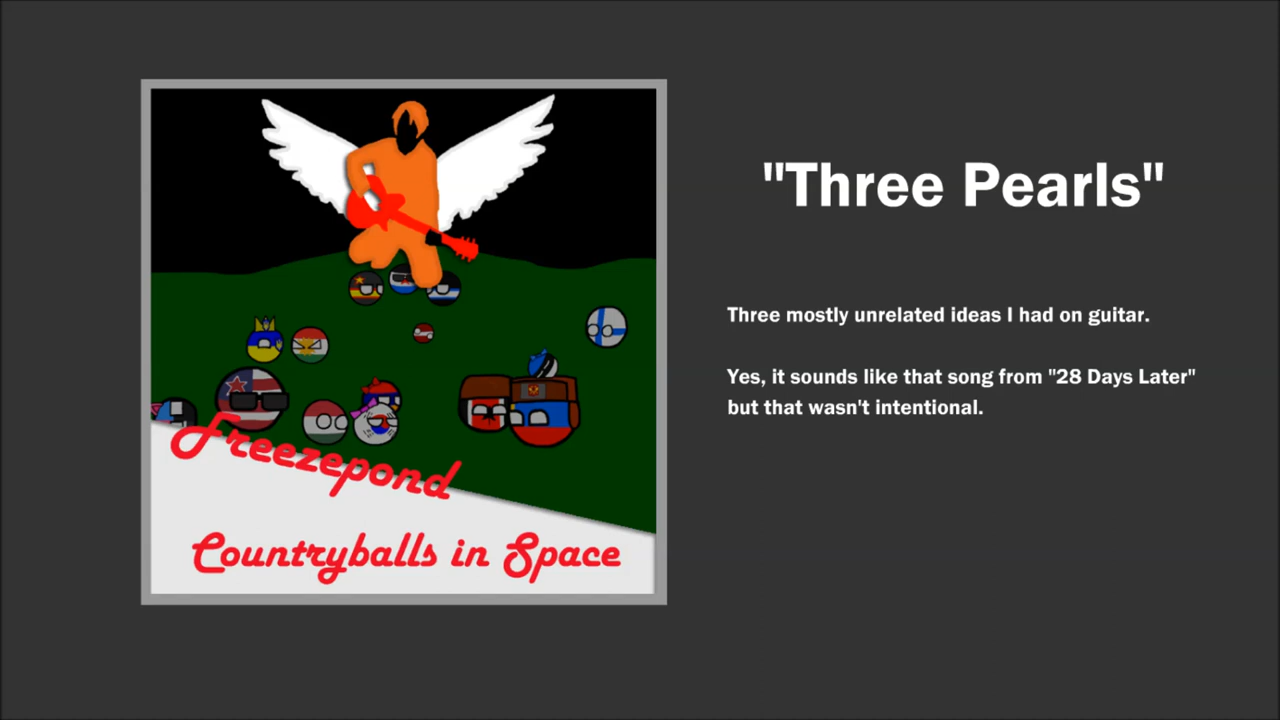 "Three Pearls"
Three mostly unrelated ideas I had on guitar.
Yes, it sounds like that song from "28 Days Later"
but that wasn't intentional.
Freezepond
Countryballs in Space